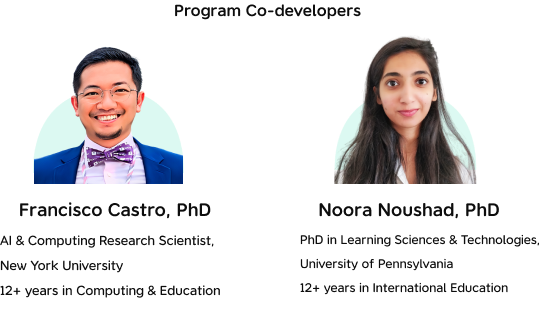 Program Co-developers
Francisco Castro, PhD
AI & Computing Research Scientist,
New York University
12+ years in Computing & Education
Noora Noushad, PhD
PhD in Learning Sciences & Technologies,
University of Pennsylvania
12+ years in International Education